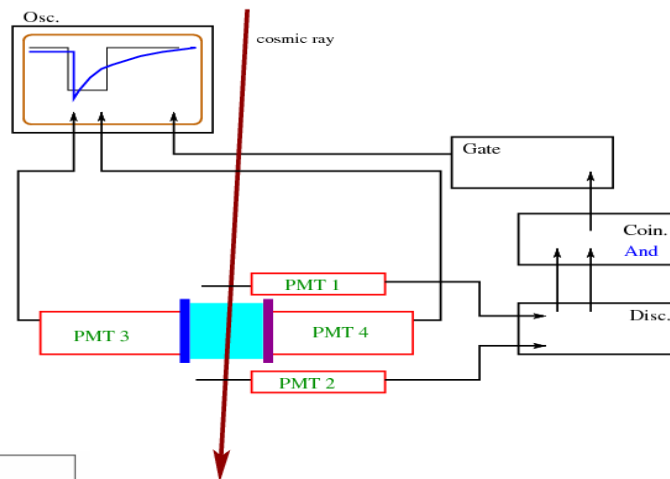 Osc.
cosmic ray
Gate
Coin.
And
PMT 1
Disc.
PMT 3
PMT 4
PMT 2